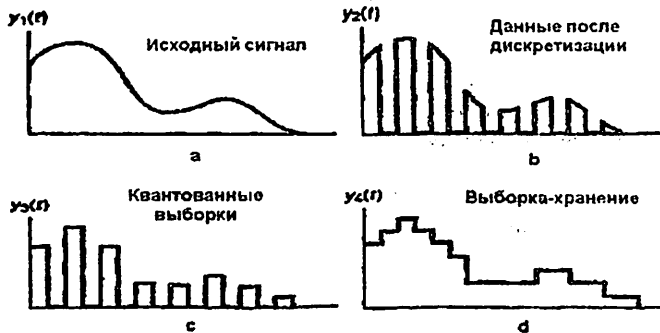 y₁(t)
Исходный сигнал
a
y₂(t)
Данные после
дискретизации
b
y₃(t)
Квантованные
выборки
c
y₄(t)
Выборка-хранение
d